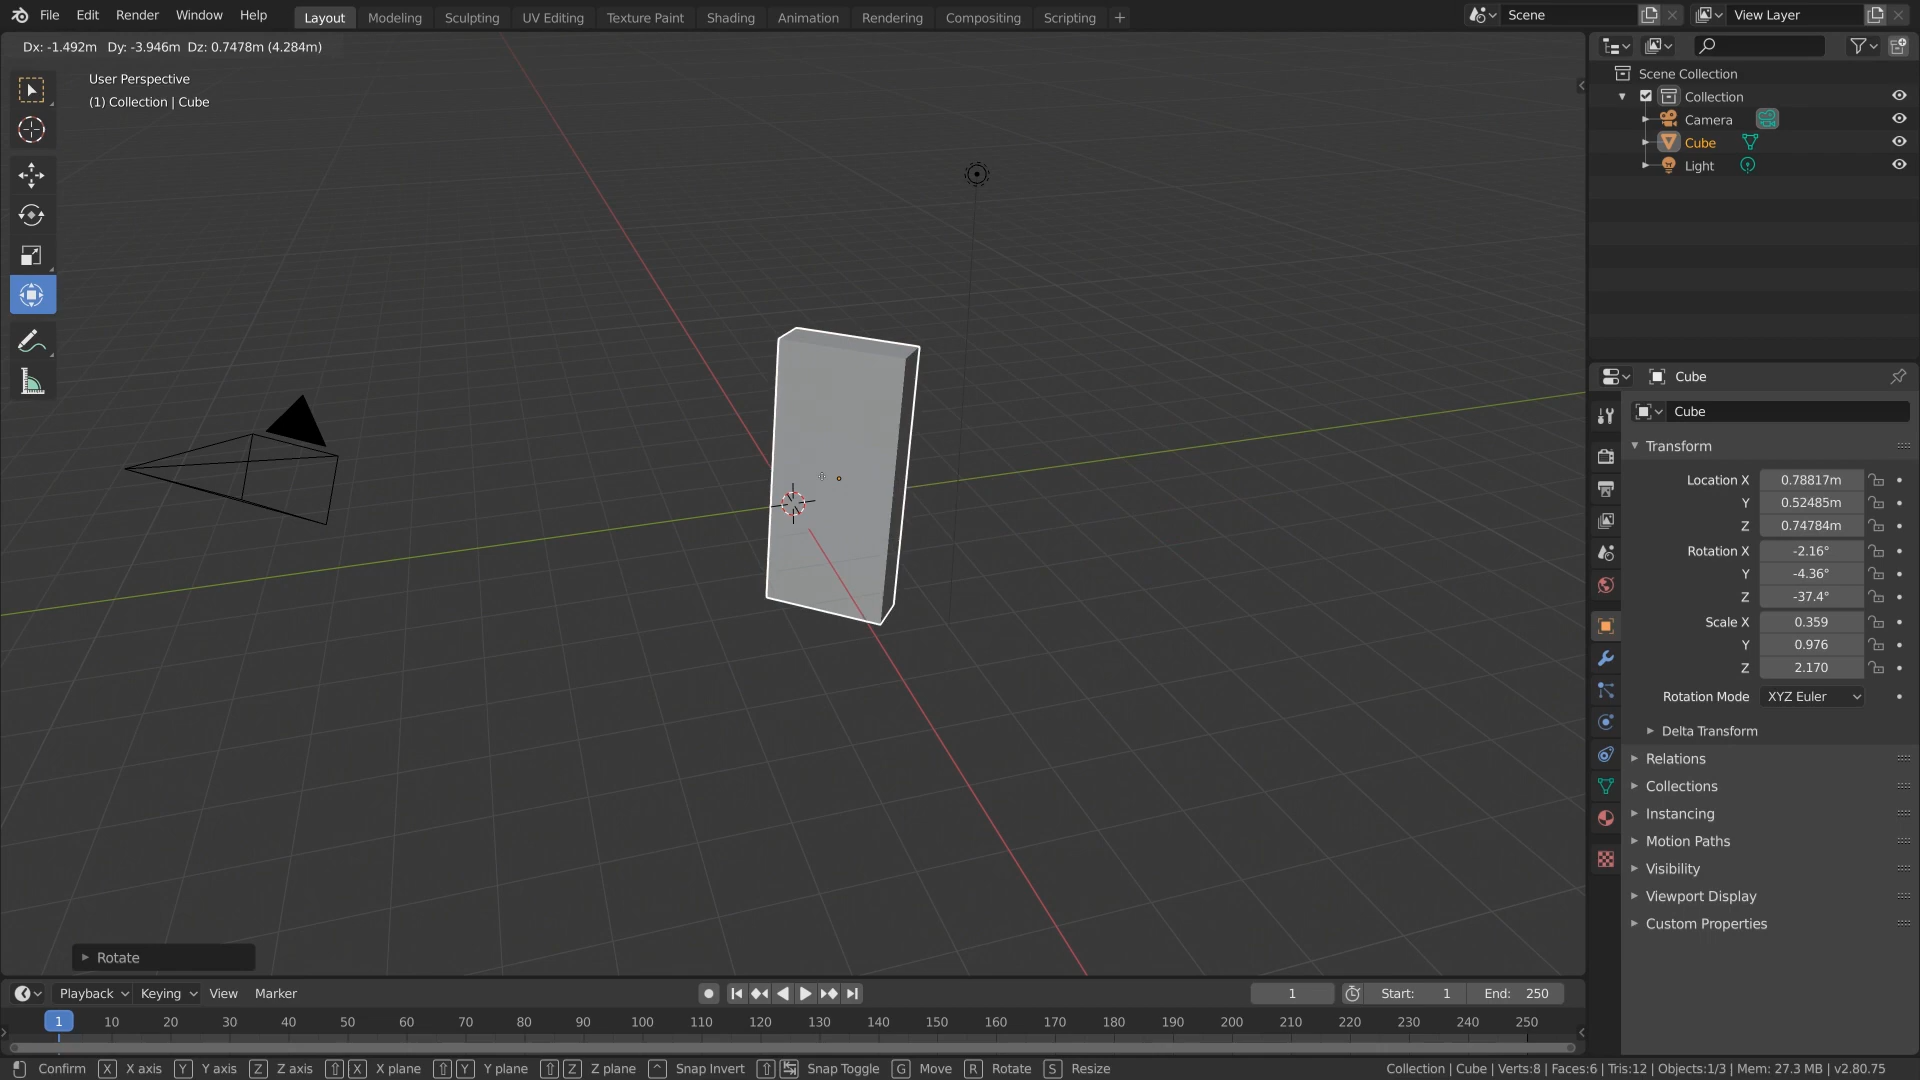 File Edit Render Window Help Layout Modeling Sculpting UV Editing Texture Paint Shading Animation Rendering Compositing Scripting + Scene View Layer
Dx: -1.492m Dy: -3.946m Dz: 0.7478m (4.284m)
User Perspective
(1) Collection | Cube
Scene Collection
Collection
Camera
Cube
Light
Cube
Cube
Transform
Location X 0.78817m
Y 0.52485m
Z 0.74784m
Rotation X -2.16°
Y -4.36°
Z -37.4°
Scale X 0.359
Y 0.976
Z 2.170
Rotation Mode XYZ Euler
Delta Transform
Relations
Collections
Instancing
Motion Paths
Visibility
Viewport Display
Custom Properties
Rotate
Playback Keying View Marker 1 Start: 1 End: 250
1 10 20 30 40 50 60 70 80 90 100 110 120 130 140 150 160 170 180 190 200 210 220 230 240 250
Confirm X X axis Y Y axis Z Z axis X X plane Y Y plane Z Z plane ^ Snap Invert Snap Toggle G Move R Rotate S Resize Collection | Cube | Verts:8 | Faces:6 | Tris:12 | Objects:1/3 | Mem: 27.3 MB | v2.80.75